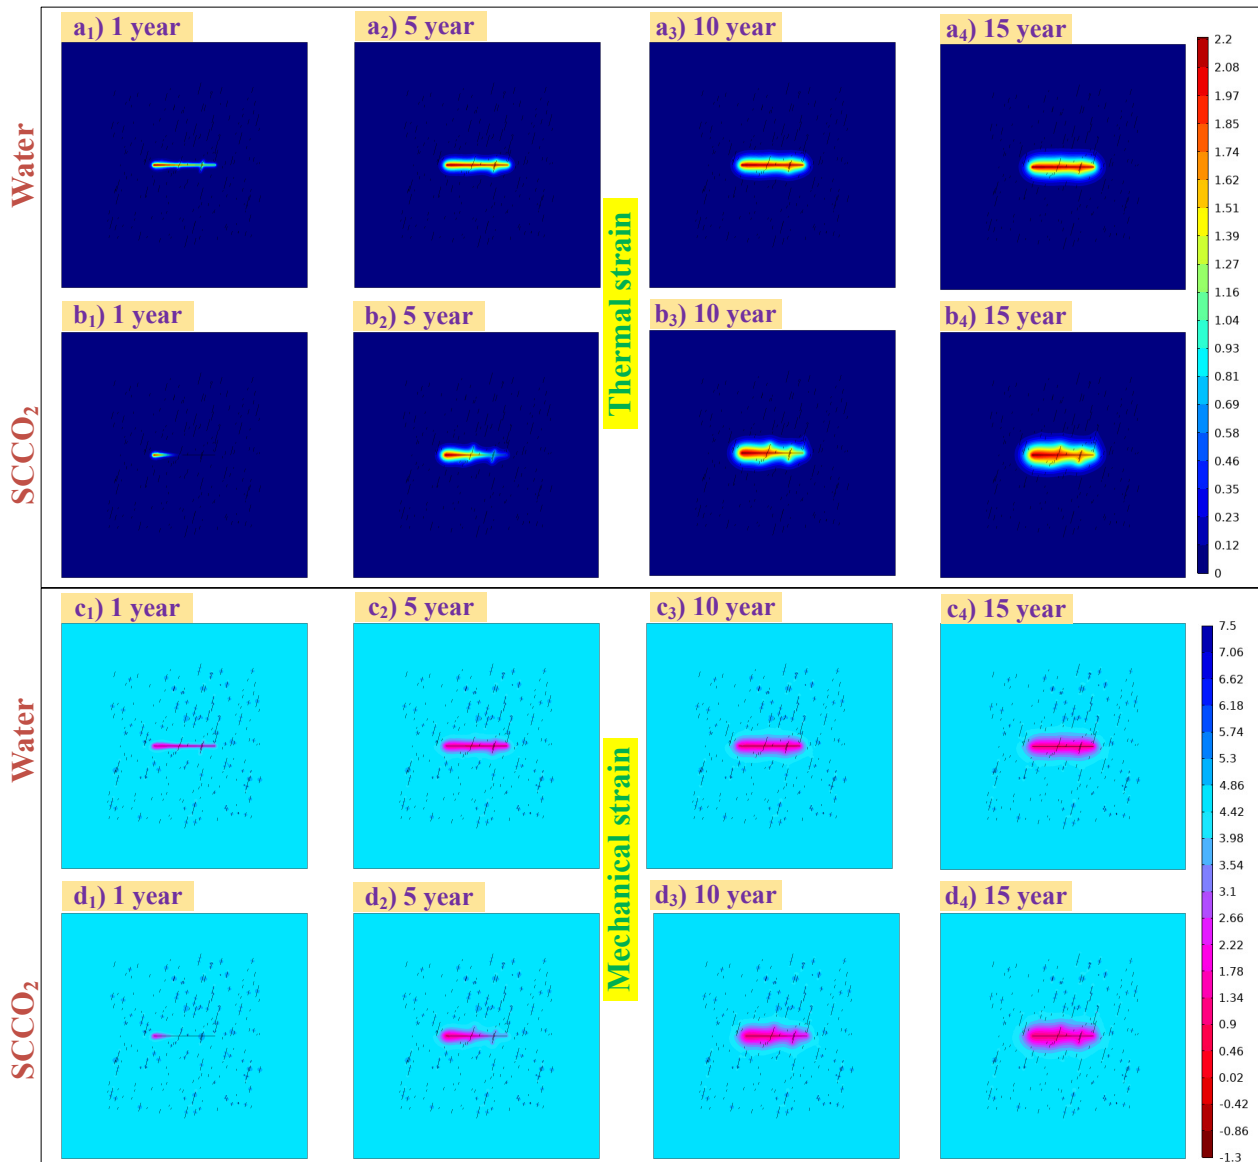 a₁) 1 year
a₂) 5 year
a₃) 10 year
a₄) 15 year
Water
2.2
2.08
1.97
1.85
1.74
1.62
1.51
1.39
1.27
1.16
1.04
0.93
0.81
0.69
0.58
0.46
0.35
0.23
0.12
0
Thermal strain
b₁) 1 year
b₂) 5 year
b₃) 10 year
b₄) 15 year
SCCO₂
c₁) 1 year
c₂) 5 year
c₃) 10 year
c₄) 15 year
Water
7.5
7.06
6.62
6.18
5.74
5.3
4.86
4.42
3.98
3.54
3.1
2.66
2.22
1.78
1.34
0.9
0.46
0.02
-0.42
-0.86
-1.3
Mechanical strain
d₁) 1 year
d₂) 5 year
d₃) 10 year
d₄) 15 year
SCCO₂